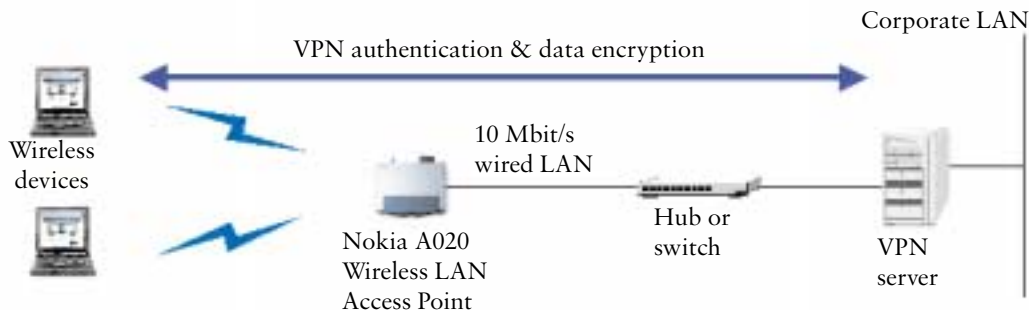 Corporate LAN
VPN authentication & data encryption
Wireless
devices
10 Mbit/s
wired LAN
Nokia A020
Wireless LAN
Access Point
Hub or
switch
VPN
server